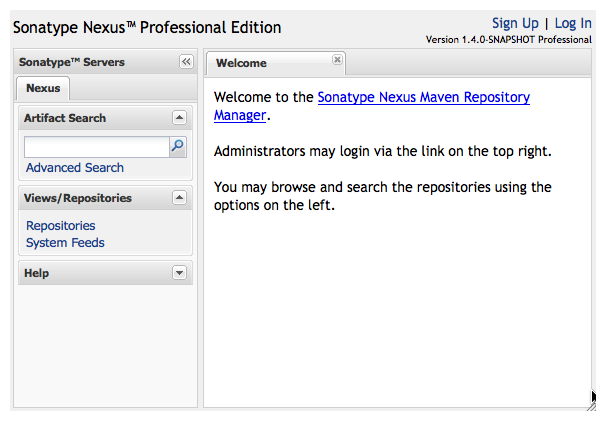 Sonatype Nexus™ Professional Edition
Sign Up | Log In
Version 1.4.0-SNAPSHOT Professional
Sonatype™ Servers
Nexus
Artifact Search
Advanced Search
Views/Repositories
Repositories
System Feeds
Help
Welcome
Welcome to the Sonatype Nexus Maven Repository
Manager.
Administrators may login via the link on the top right.
You may browse and search the repositories using the
options on the left.